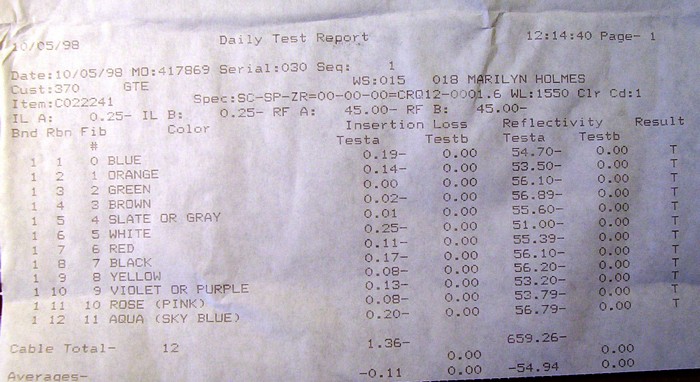 10/05/98 Daily Test Report 12:14:40 Page- 1
Date:10/05/98 MO:417869 Serial:030 Seq: 1
Cust:370 GTE WS:015 018 MARILYN HOLMES
Item:C022241 Spec:SC-SP-ZR=00-00-00=CRQ12-0001.6 WL:1550 Clr Cd:1
IL A: 0.25- IL B: 0.25- RF A: 45.00- RF B: 45.00-
Bnd Rbn Fib Color Insertion Loss Reflectivity Result
# Testa Testb Testa Testb
1 1 0 BLUE 0.19- 0.00 54.70- 0.00 T
1 2 1 ORANGE 0.14- 0.00 53.50- 0.00 T
1 3 2 GREEN 0.00 0.00 56.10- 0.00 T
1 4 3 BROWN 0.02- 0.00 56.89- 0.00 T
1 5 4 SLATE OR GRAY 0.01 0.00 55.60- 0.00 T
1 6 5 WHITE 0.25- 0.00 51.00- 0.00 T
1 7 6 RED 0.11- 0.00 55.39- 0.00 T
1 8 7 BLACK 0.17- 0.00 56.10- 0.00 T
1 9 8 YELLOW 0.08- 0.00 56.20- 0.00 T
1 10 9 VIOLET OR PURPLE 0.13- 0.00 53.20- 0.00 T
1 11 10 ROSE (PINK) 0.08- 0.00 53.79- 0.00 T
1 12 11 AQUA (SKY BLUE) 0.20- 0.00 56.79- 0.00 T
Cable Total- 12 1.36- 659.26-
0.00 0.00
Averages- -0.11 0.00 -54.94 0.00